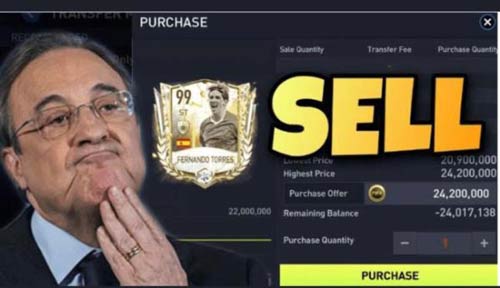 PURCHASE
TRANSFER
Sale Quantity
Transfer Fee
Purchase Quantity
99
ST
FERNANDO TORRES
SELL
Lowest Price
20,900,000
Highest Price
24,200,000
Purchase Offer
24,200,000
22,000,000
Remaining Balance
-24,017,138
Purchase Quantity
-
1
+
PURCHASE